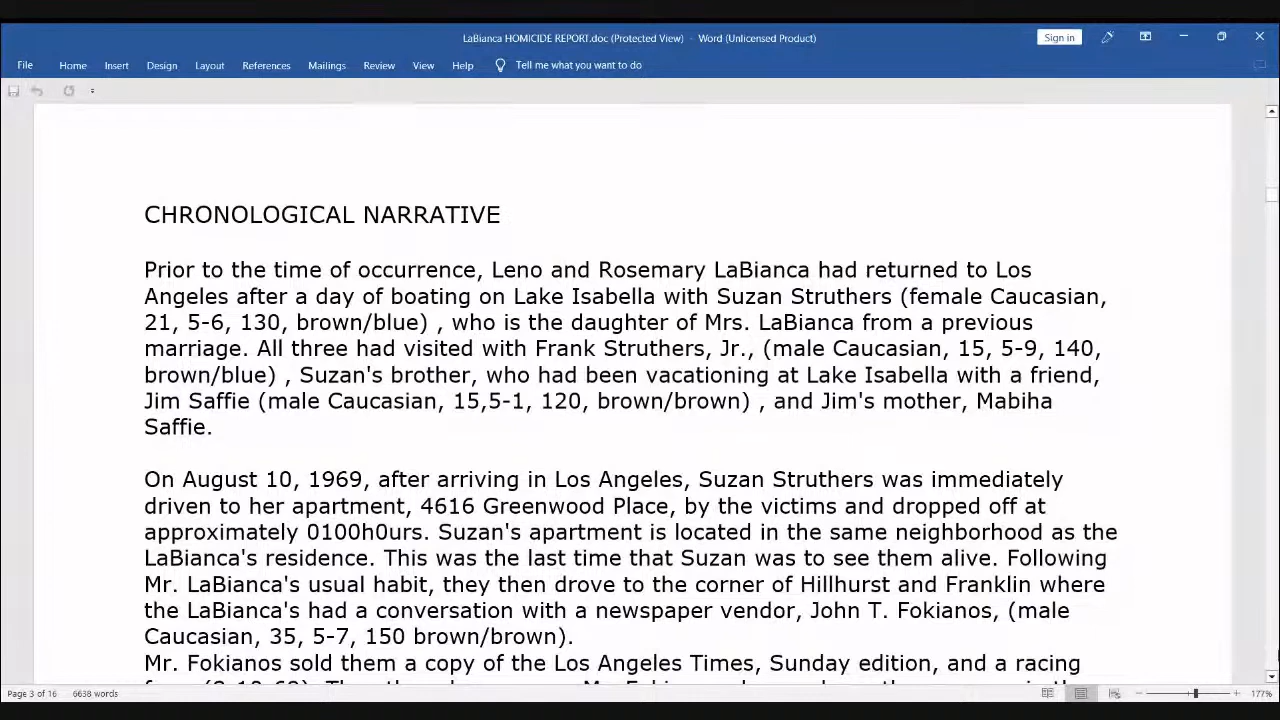 LaBianca HOMICIDE REPORT.doc (Protected View) - Word (Unlicensed Product)
Sign in
File Home Insert Design Layout References Mailings Review View Help Tell me what you want to do
CHRONOLOGICAL NARRATIVE
Prior to the time of occurrence, Leno and Rosemary LaBianca had returned to Los
Angeles after a day of boating on Lake Isabella with Suzan Struthers (female Caucasian,
21, 5-6, 130, brown/blue) , who is the daughter of Mrs. LaBianca from a previous
marriage. All three had visited with Frank Struthers, Jr., (male Caucasian, 15, 5-9, 140,
brown/blue) , Suzan's brother, who had been vacationing at Lake Isabella with a friend,
Jim Saffie (male Caucasian, 15,5-1, 120, brown/brown) , and Jim's mother, Mabiha
Saffie.
On August 10, 1969, after arriving in Los Angeles, Suzan Struthers was immediately
driven to her apartment, 4616 Greenwood Place, by the victims and dropped off at
approximately 0100h0urs. Suzan's apartment is located in the same neighborhood as the
LaBianca's residence. This was the last time that Suzan was to see them alive. Following
Mr. LaBianca's usual habit, they then drove to the corner of Hillhurst and Franklin where
the LaBianca's had a conversation with a newspaper vendor, John T. Fokianos, (male
Caucasian, 35, 5-7, 150 brown/brown).
Mr. Fokianos sold them a copy of the Los Angeles Times, Sunday edition, and a racing
Page 3 of 16 6638 words
177%